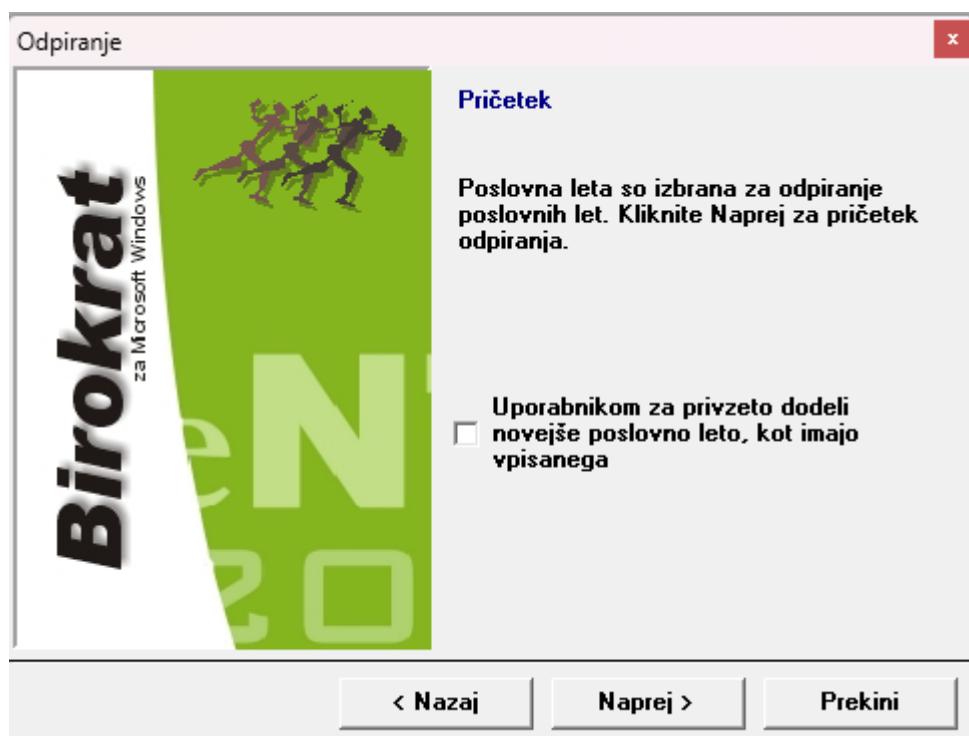 Odpiranje
x
Birokrat
za Microsoft Windows
eN
20
Pričetek
Poslovna leta so izbrana za odpiranje
poslovnih let. Kliknite Naprej za pričetek
odpiranja.
Uporabnikom za privzeto dodeli
novejše poslovno leto, kot imajo
vpisanega
< Nazaj
Naprej >
Prekini